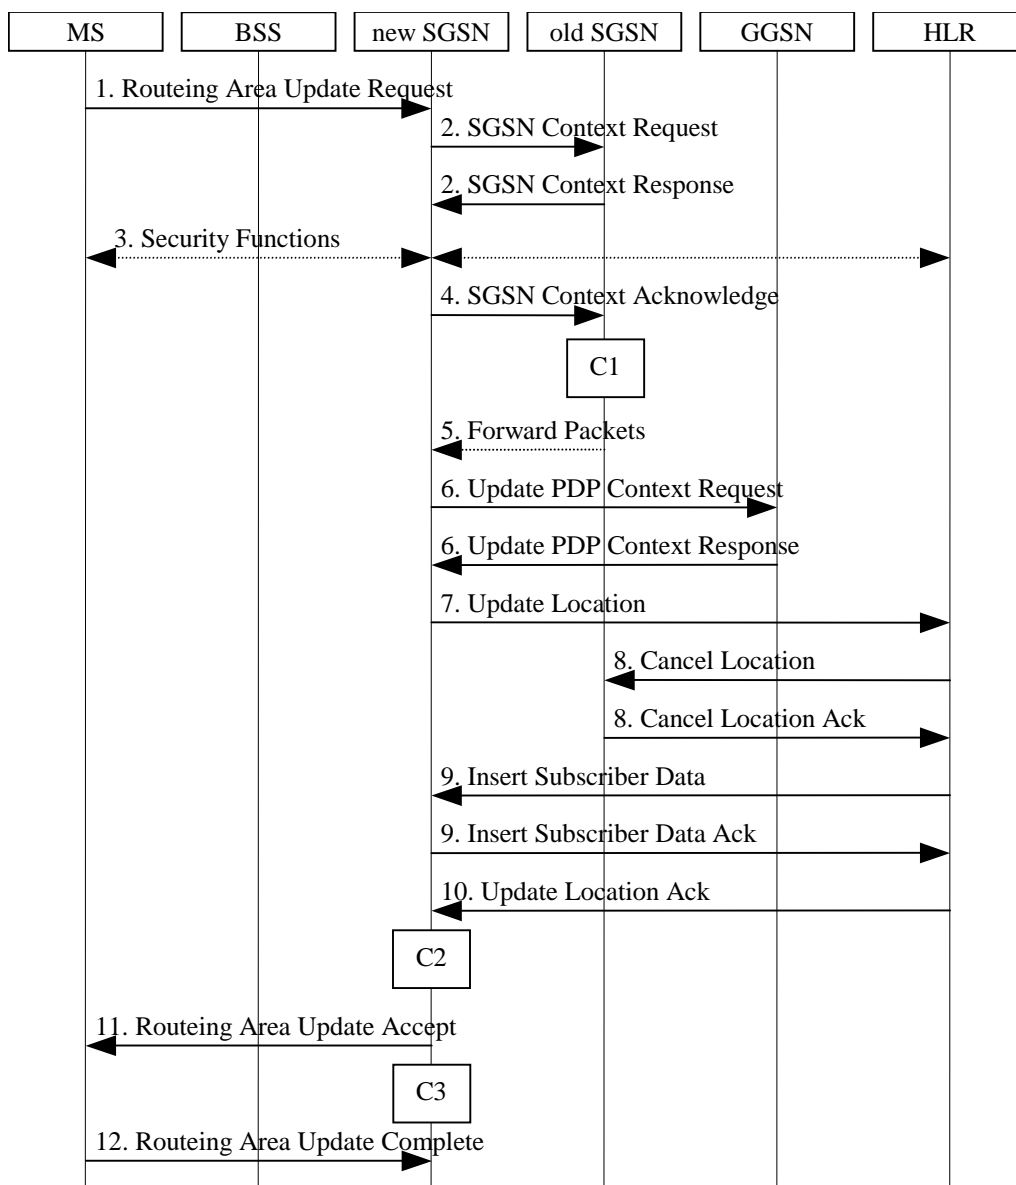 MS BSS new SGSN old SGSN GGSN HLR
1. Routeing Area Update Request
2. SGSN Context Request
2. SGSN Context Response
3. Security Functions
4. SGSN Context Acknowledge
C1
5. Forward Packets
6. Update PDP Context Request
6. Update PDP Context Response
7. Update Location
8. Cancel Location
8. Cancel Location Ack
9. Insert Subscriber Data
9. Insert Subscriber Data Ack
10. Update Location Ack
C2
11. Routeing Area Update Accept
C3
12. Routeing Area Update Complete